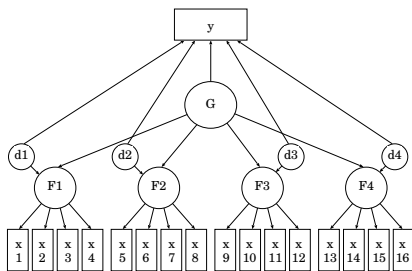 y
G
d1 d2 d3 d4
F1 F2 F3 F4
x x x x x x x x x x x x x x x x
1 2 3 4 5 6 7 8 9 10 11 12 13 14 15 16